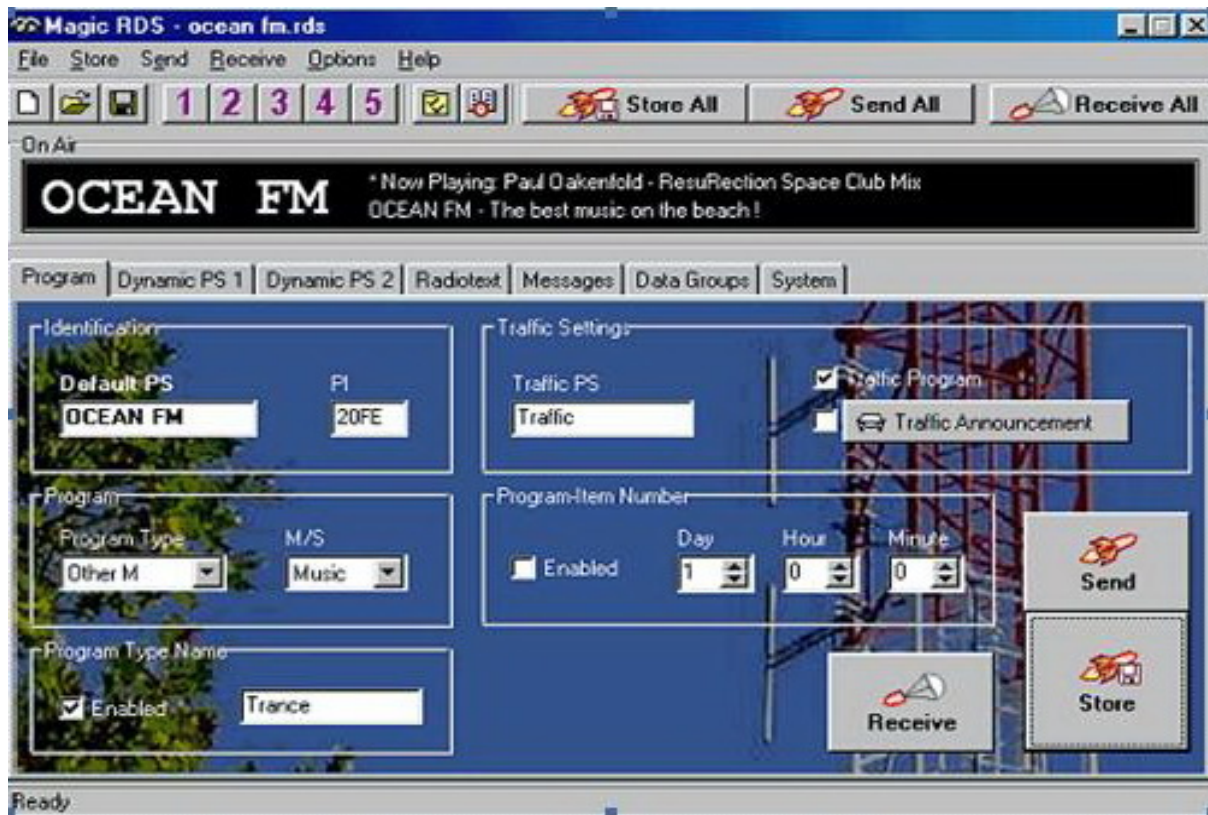 Magic RDS - ocean fm.rds
File Store Send Receive Options Help
1 2 3 4 5 Store All Send All Receive All
On Air
OCEAN FM
* Now Playing: Paul Oakenfold - ResuRection Space Club Mix
OCEAN FM - The best music on the beach !
Program Dynamic PS 1 Dynamic PS 2 Radiotext Messages Data Groups System
Identification
Default PS PI
OCEAN FM 20FE
Traffic Settings
Traffic PS
Traffic
Traffic Program
Traffic Announcement
Program
Program Type M/S
Other M Music
Program-Item Number
Day Hour Minute
Enabled 1 0 0
Program Type Name
Enabled Trance
Send
Receive
Store
Ready